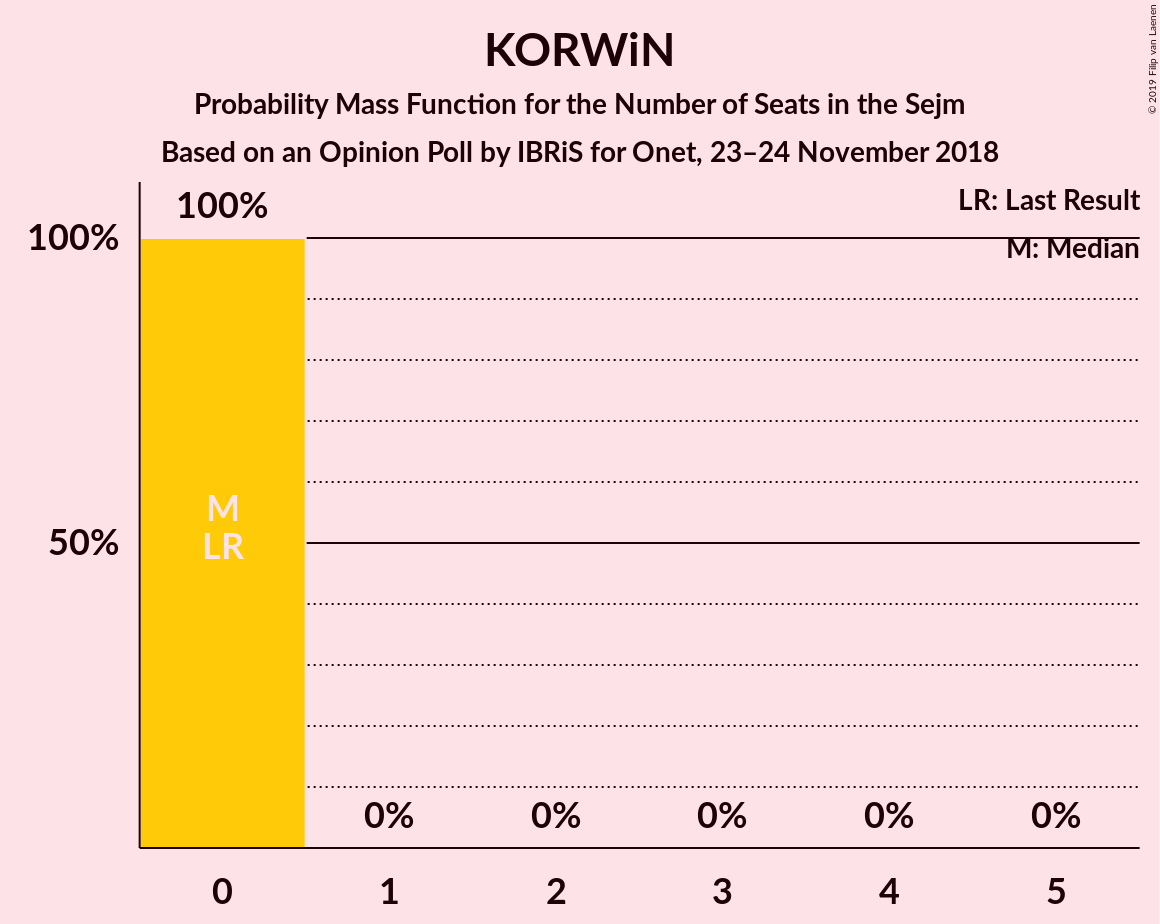 KORWiN
Probability Mass Function for the Number of Seats in the Sejm
Based on an Opinion Poll by IBRiS for Onet, 23–24 November 2018
© 2019 Filip van Laenen
LR: Last Result
M: Median
100%
100%
50%
M
LR
0%
0%
0%
0%
0%
0
1
2
3
4
5